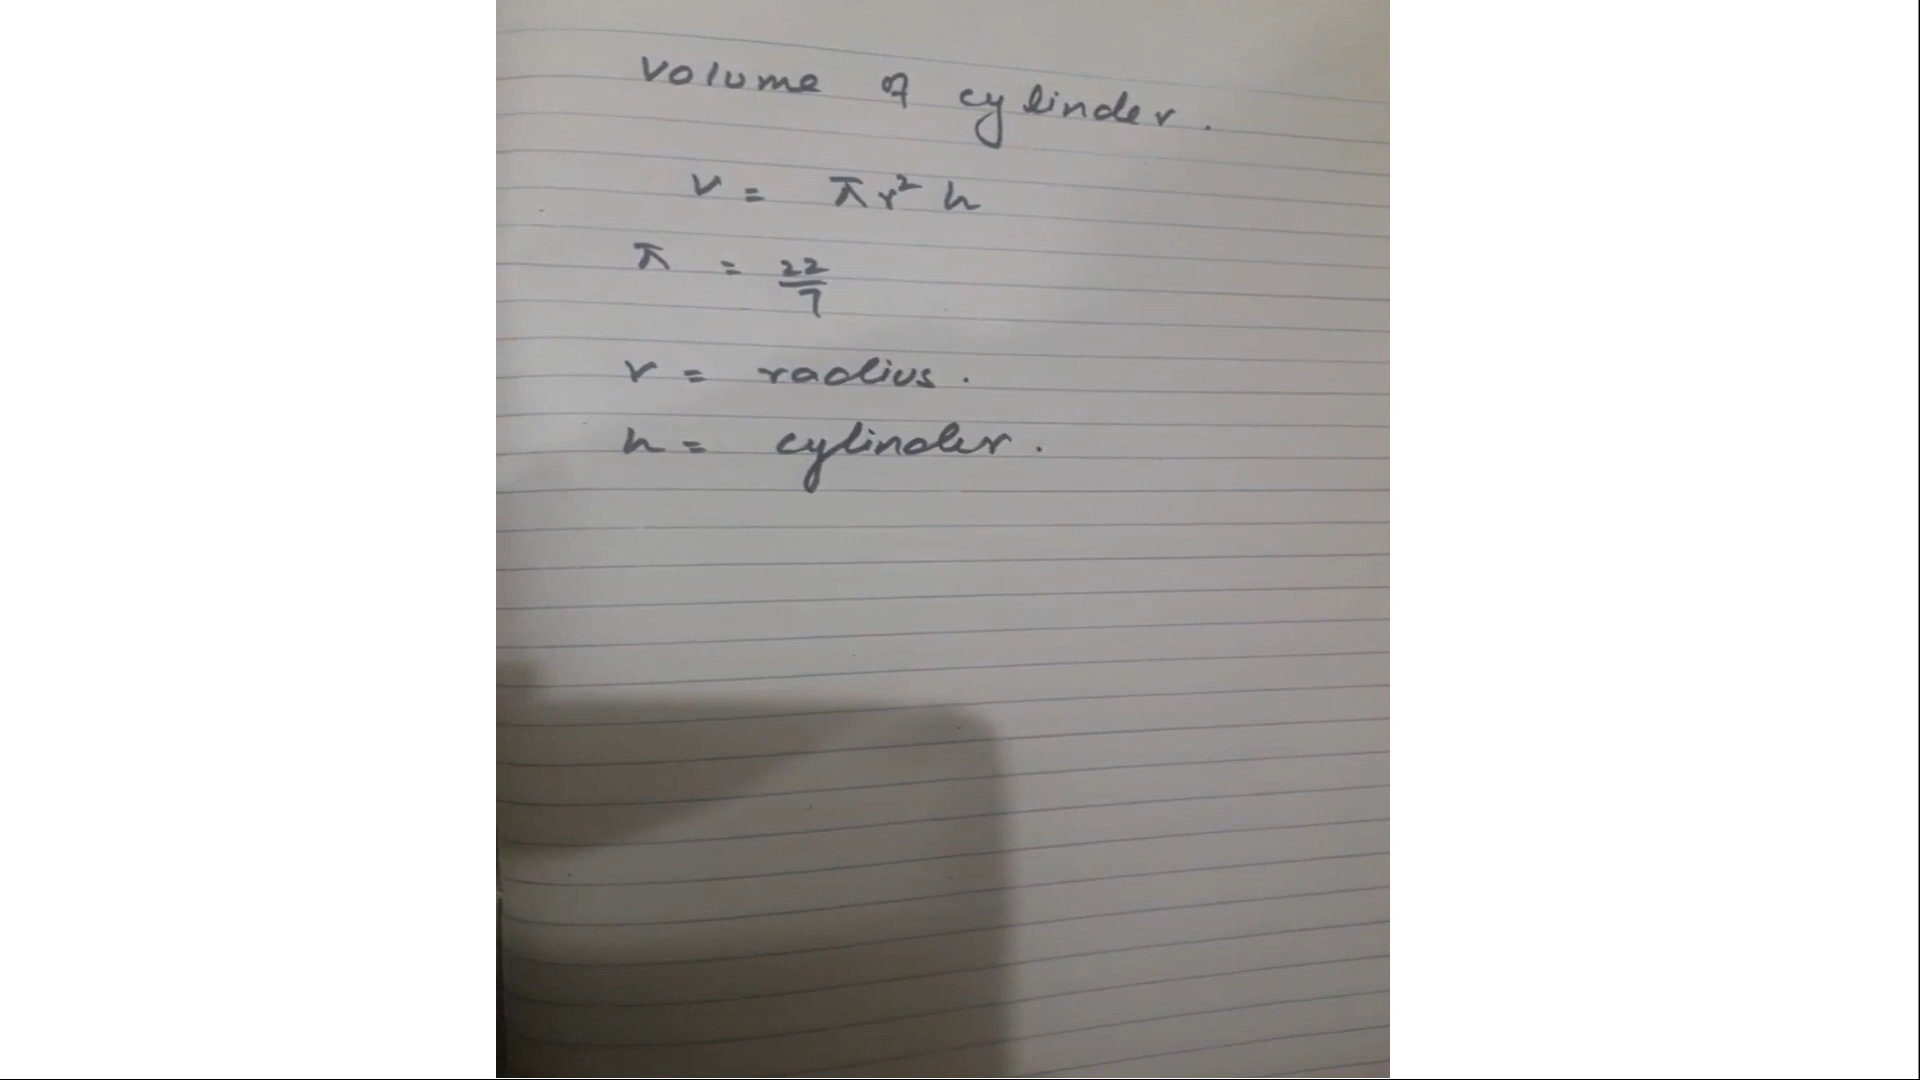 Volume of cylinder.
V = πr² h
π = 22/7
r = radius.
h = cylinder.